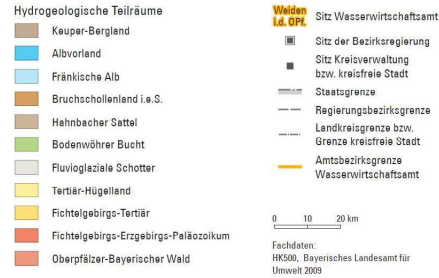 Hydrogeologische Teilräume
Keuper-Bergland
Albvorland
Fränkische Alb
Bruchschollenland i.e.S.
Hahnbacher Sattel
Bodenwöhrer Bucht
Fluvioglaziale Schotter
Tertiär-Hügelland
Fichtelgebirgs-Tertiär
Fichtelgebirgs-Erzgebirgs-Paläozoikum
Oberpfälzer-Bayerischer Wald
Weiden
i.d. OPf.
Sitz Wasserwirtschaftsamt
Sitz der Bezirksregierung
Sitz Kreisverwaltung
bzw. kreisfreie Stadt
Staatsgrenze
Regierungsbezirksgrenze
Landkreisgrenze bzw.
Grenze kreisfreie Stadt
Amtsbezirksgrenze
Wasserwirtschaftsamt
0 10 20 km
Fachdaten:
HK500, Bayerisches Landesamt für
Umwelt 2009